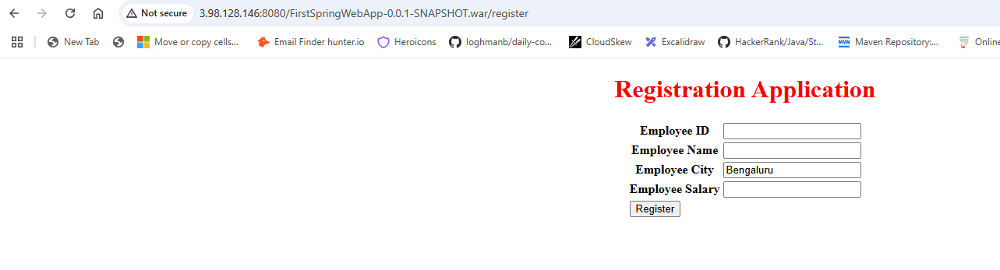 Not secure 3.98.128.146:8080/FirstSpringWebApp-0.0.1-SNAPSHOT.war/register
New Tab Move or copy cells... Email Finder hunter.io Heroicons loghmanb/daily-co... CloudSkew Excalidraw HackerRank/Java/St... MVN Maven Repository:... Online
Registration Application
Employee ID
Employee Name
Employee City Bengaluru
Employee Salary
Register